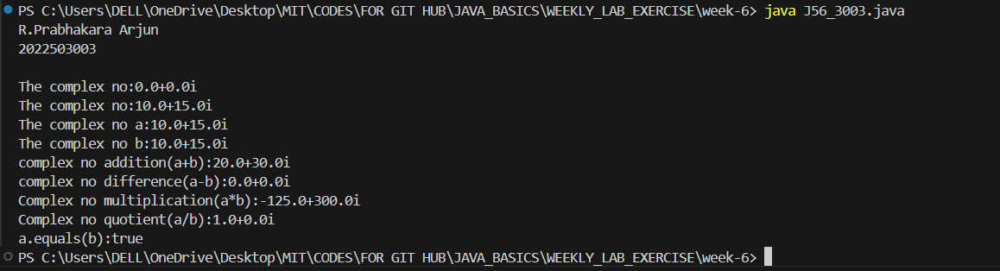 PS C:\Users\DELL\OneDrive\Desktop\MIT\CODES\FOR GIT HUB\JAVA_BASICS\WEEKLY_LAB_EXERCISE\week-6> java J56_3003.java
R.Prabhakara Arjun
2022503003
The complex no:0.0+0.0i
The complex no:10.0+15.0i
The complex no a:10.0+15.0i
The complex no b:10.0+15.0i
complex no addition(a+b):20.0+30.0i
complex no difference(a-b):0.0+0.0i
Complex no multiplication(a*b):-125.0+300.0i
Complex no quotient(a/b):1.0+0.0i
a.equals(b):true
PS C:\Users\DELL\OneDrive\Desktop\MIT\CODES\FOR GIT HUB\JAVA_BASICS\WEEKLY_LAB_EXERCISE\week-6>